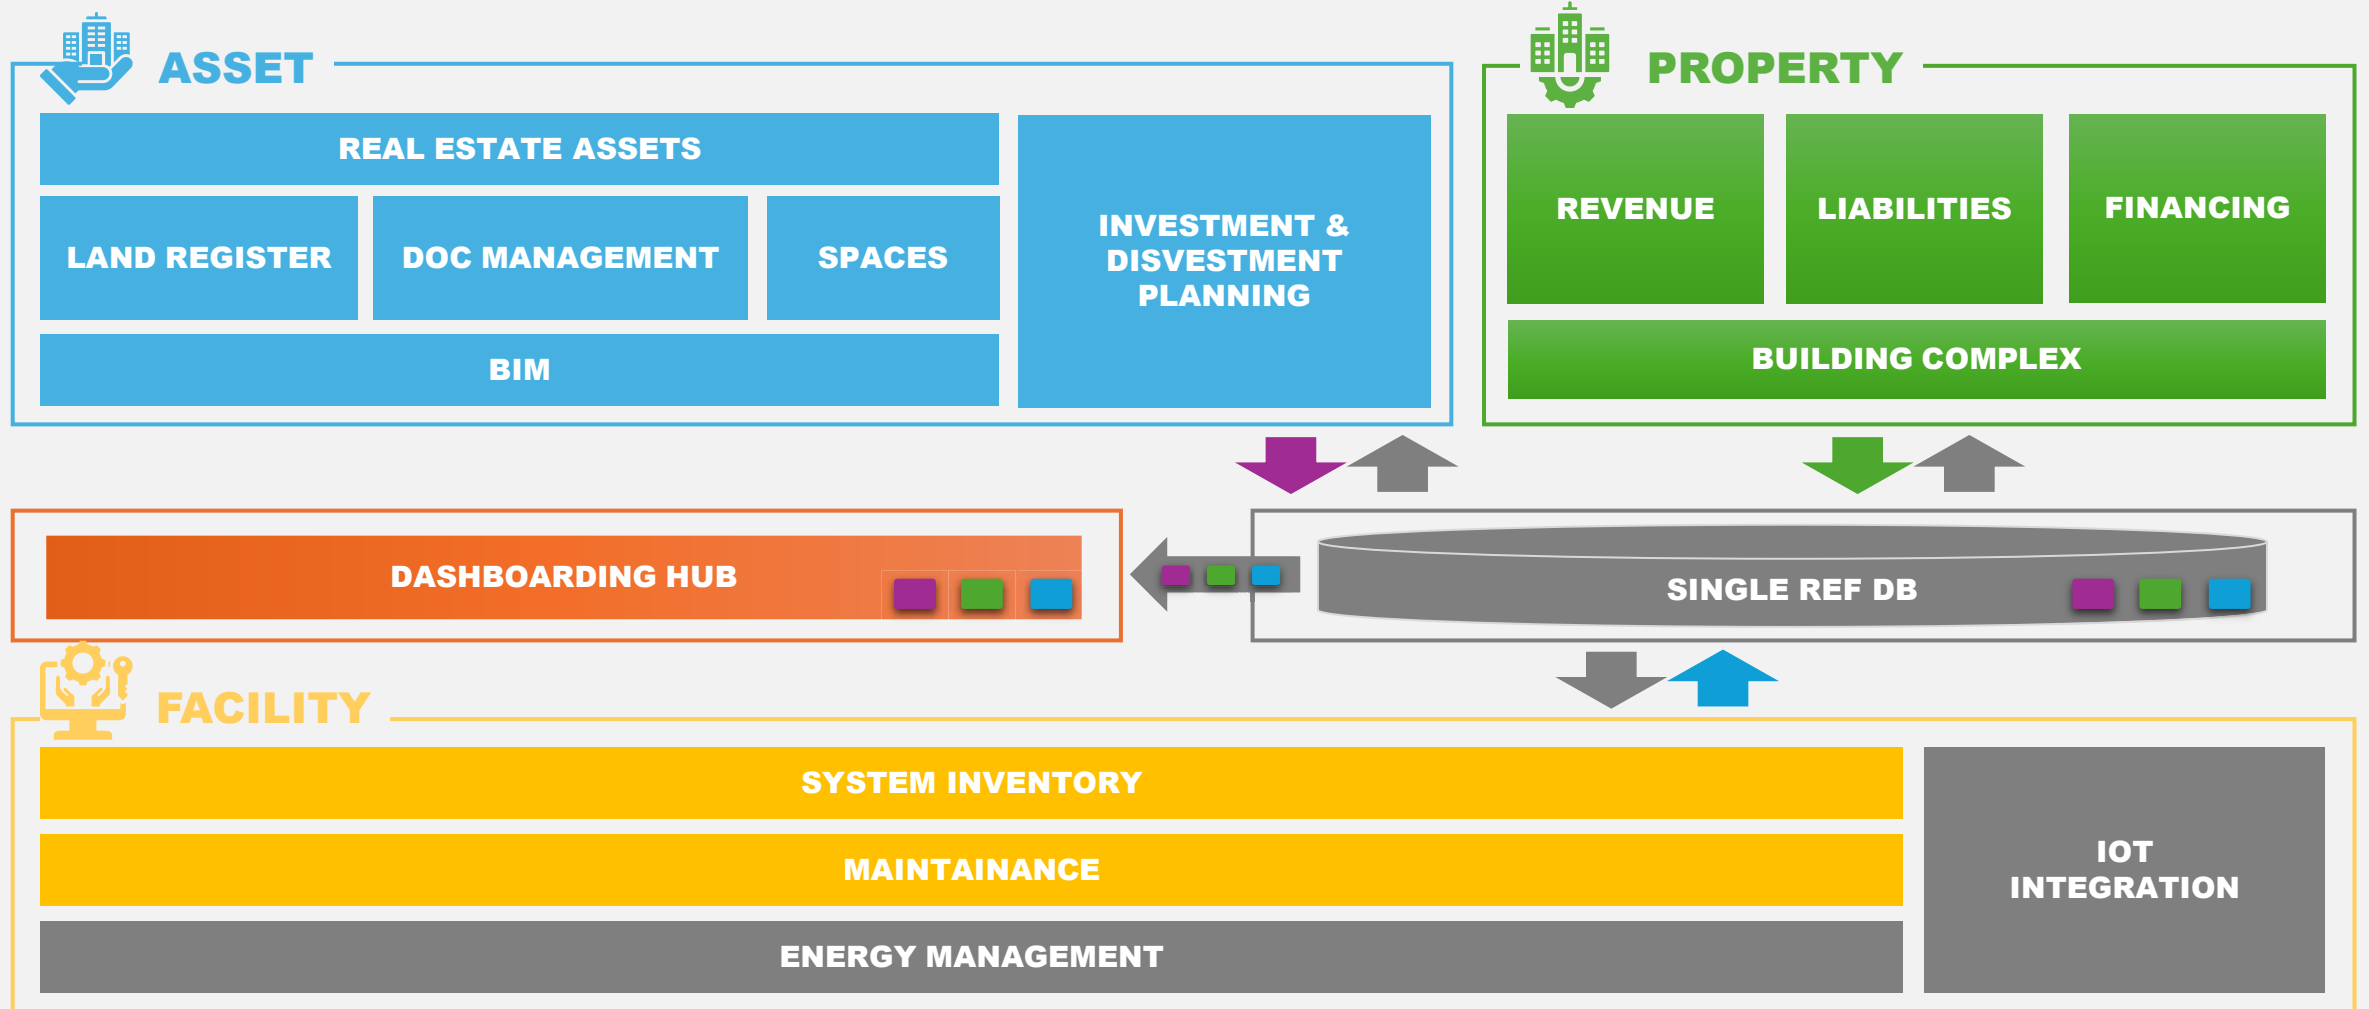 ASSET
REAL ESTATE ASSETS
LAND REGISTER
DOC MANAGEMENT
SPACES
BIM
INVESTMENT &
DISVESTMENT
PLANNING
PROPERTY
REVENUE
LIABILITIES
FINANCING
BUILDING COMPLEX
DASHBOARDING HUB
SINGLE REF DB
FACILITY
SYSTEM INVENTORY
MAINTAINANCE
ENERGY MANAGEMENT
IOT
INTEGRATION